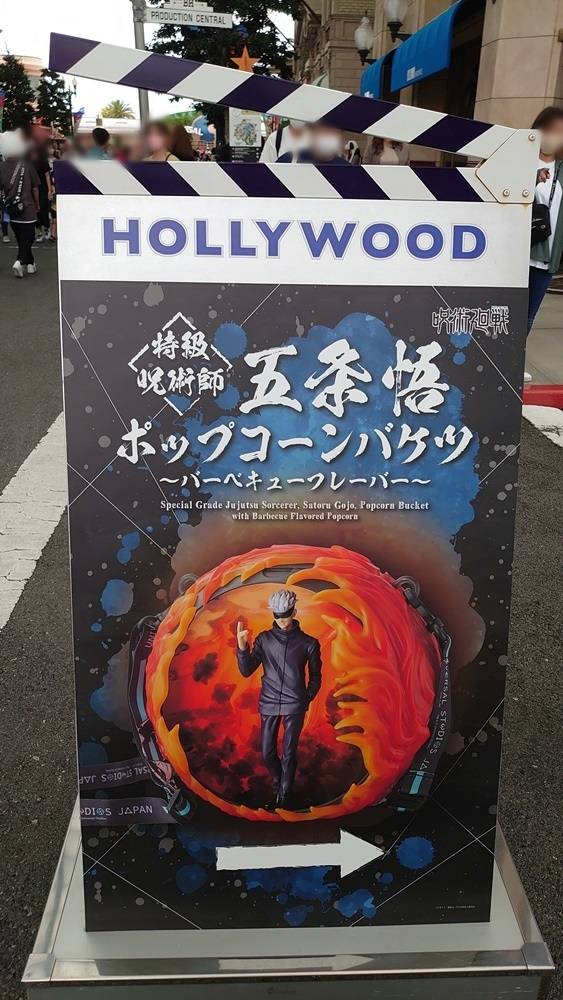 PRODUCTION CENTRAL
HOLLYWOOD
呪術廻戦
特級
呪術師
五条 悟
ポップコーンバケツ
〜バーベキューフレーバー〜
Special Grade Jujutsu Sorcerer, Satoru Gojo, Popcorn Bucket
with Barbecue Flavored Popcorn
DIOS JAPAN